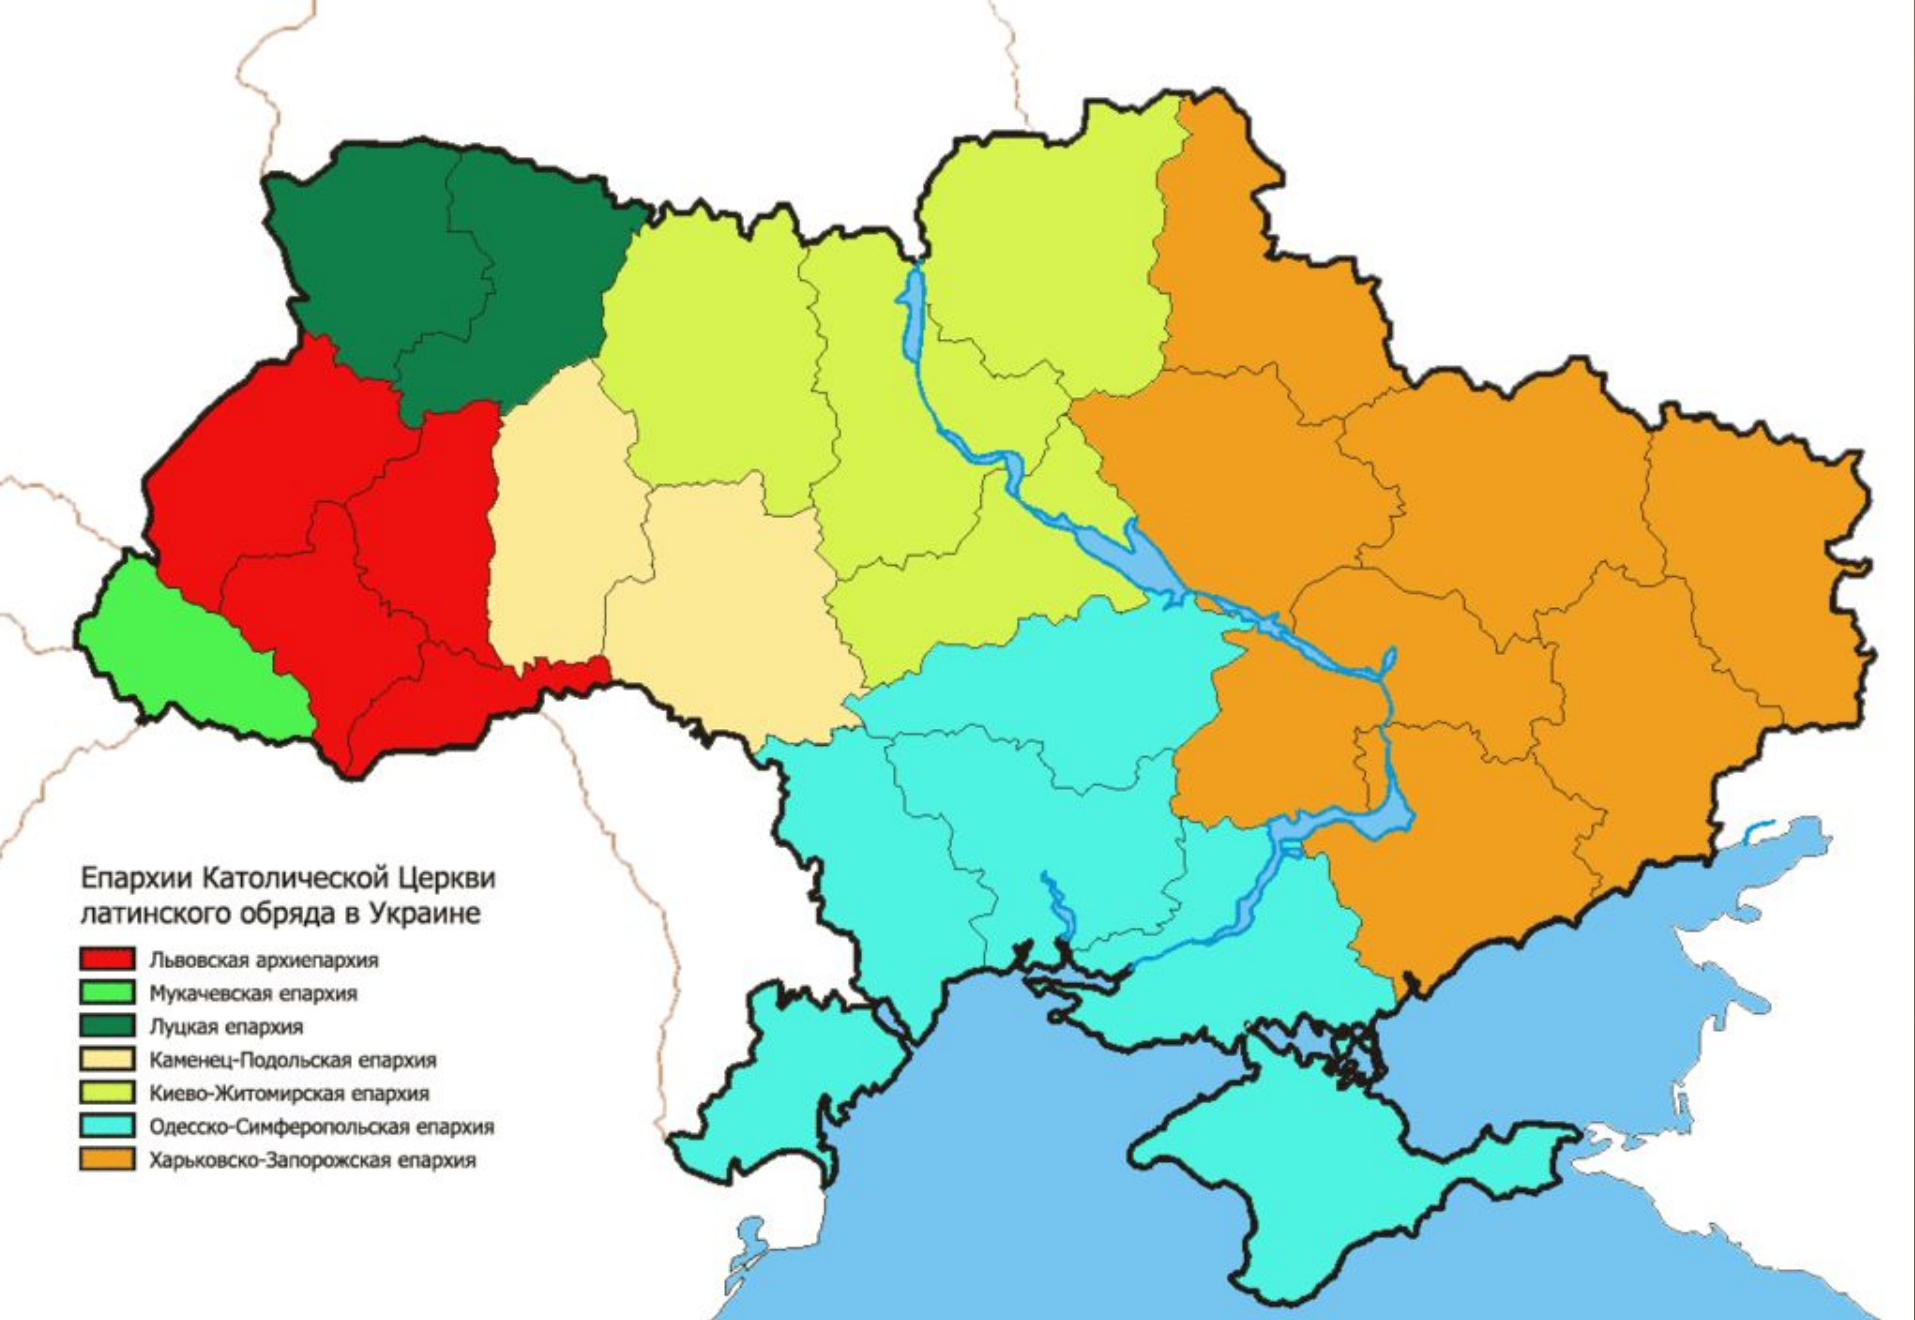 Епархии Католической Церкви
латинского обряда в Украине
Львовская архиепархия
Мукачевская епархия
Луцкая епархия
Каменец-Подольская епархия
Киево-Житомирская епархия
Одесско-Симферопольская епархия
Харьковско-Запорожская епархия